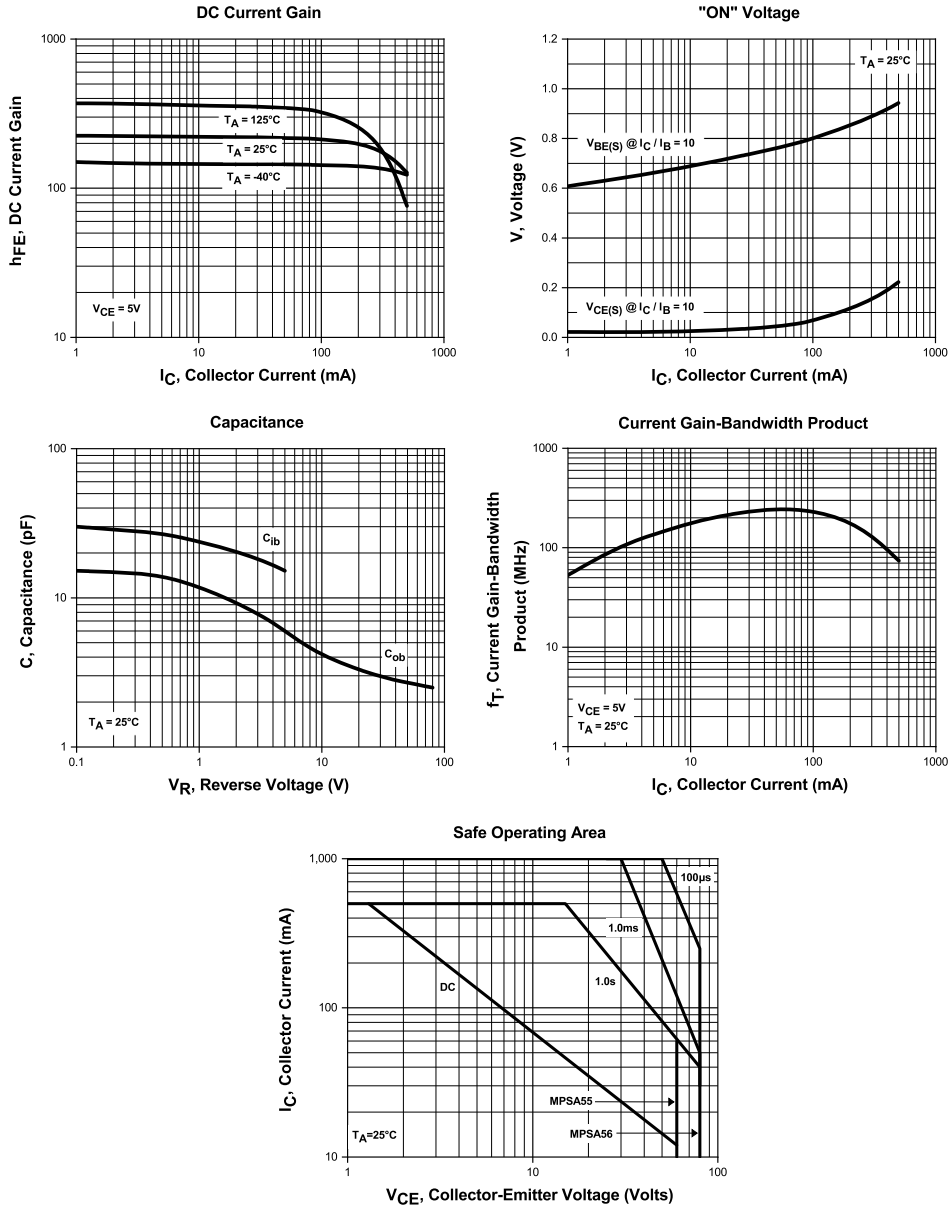 DC Current Gain
1000
100
10
1
10
100
1000
hFE, DC Current Gain
TA = 125°C
TA = 25°C
TA = -40°C
VCE = 5V
IC, Collector Current (mA)
"ON" Voltage
1.2
1.0
0.8
0.6
0.4
0.2
0.0
1
10
100
1000
V, Voltage (V)
TA = 25°C
VBE(S) @ IC / IB = 10
VCE(S) @ IC / IB = 10
IC, Collector Current (mA)
Capacitance
100
10
1
0.1
1
10
100
C, Capacitance (pF)
Cib
Cob
TA = 25°C
VR, Reverse Voltage (V)
Current Gain-Bandwidth Product
1000
100
10
1
1
10
100
1000
fT, Current Gain-Bandwidth
Product (MHz)
VCE = 5V
TA = 25°C
IC, Collector Current (mA)
Safe Operating Area
1,000
100
10
1
10
100
IC, Collector Current (mA)
100µs
1.0ms
1.0s
DC
MPSA55
MPSA56
TA=25°C
VCE, Collector-Emitter Voltage (Volts)